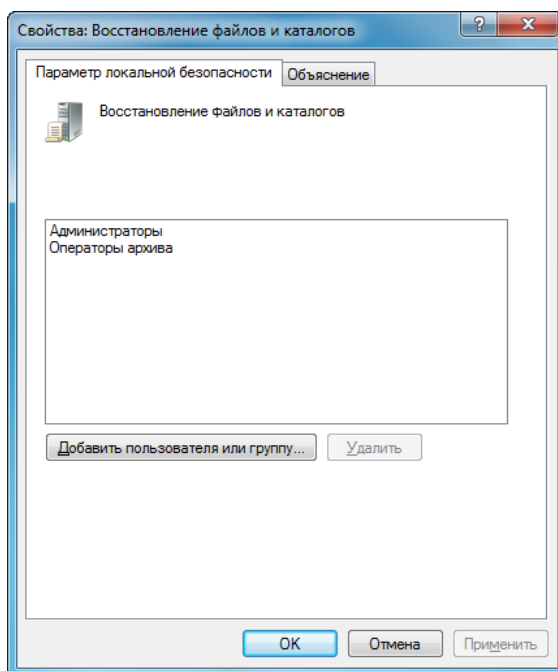 Свойства: Восстановление файлов и каталогов
?
Параметр локальной безопасности
Объяснение
Восстановление файлов и каталогов
Администраторы
Операторы архива
Добавить пользователя или группу...
Удалить
OK
Отмена
Применить